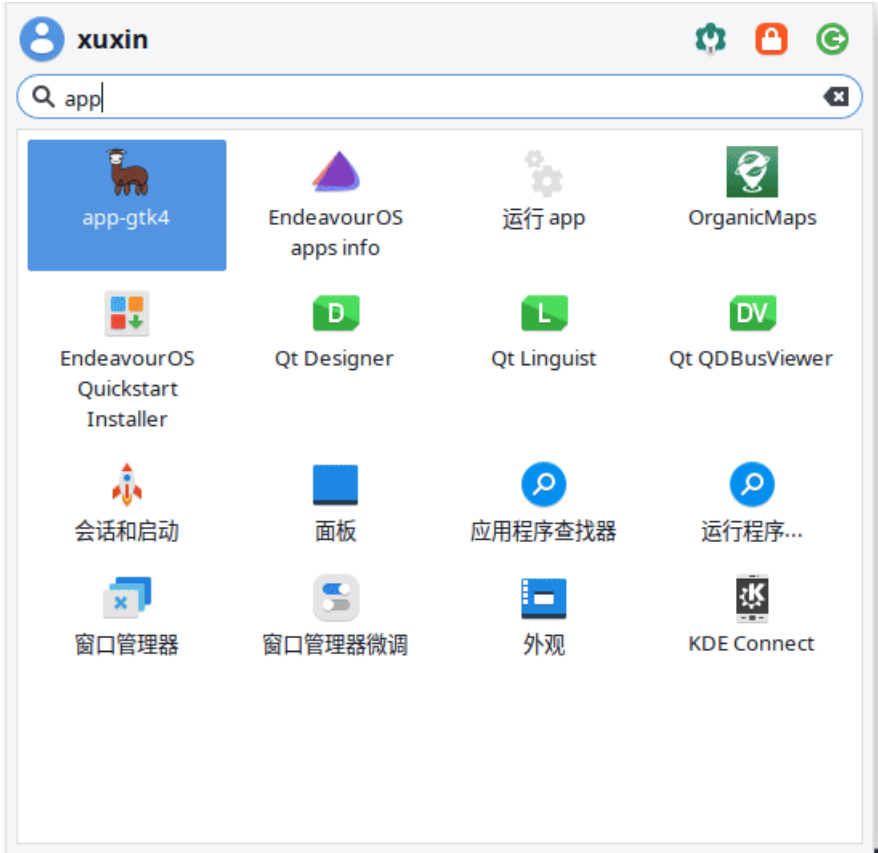 xuxin
app
app-gtk4
EndeavourOS
apps info
运行 app
OrganicMaps
EndeavourOS
Quickstart
Installer
D
Qt Designer
L
Qt Linguist
DV
Qt QDBusViewer
会话和启动
面板
应用程序查找器
运行程序...
窗口管理器
窗口管理器微调
外观
K
KDE Connect